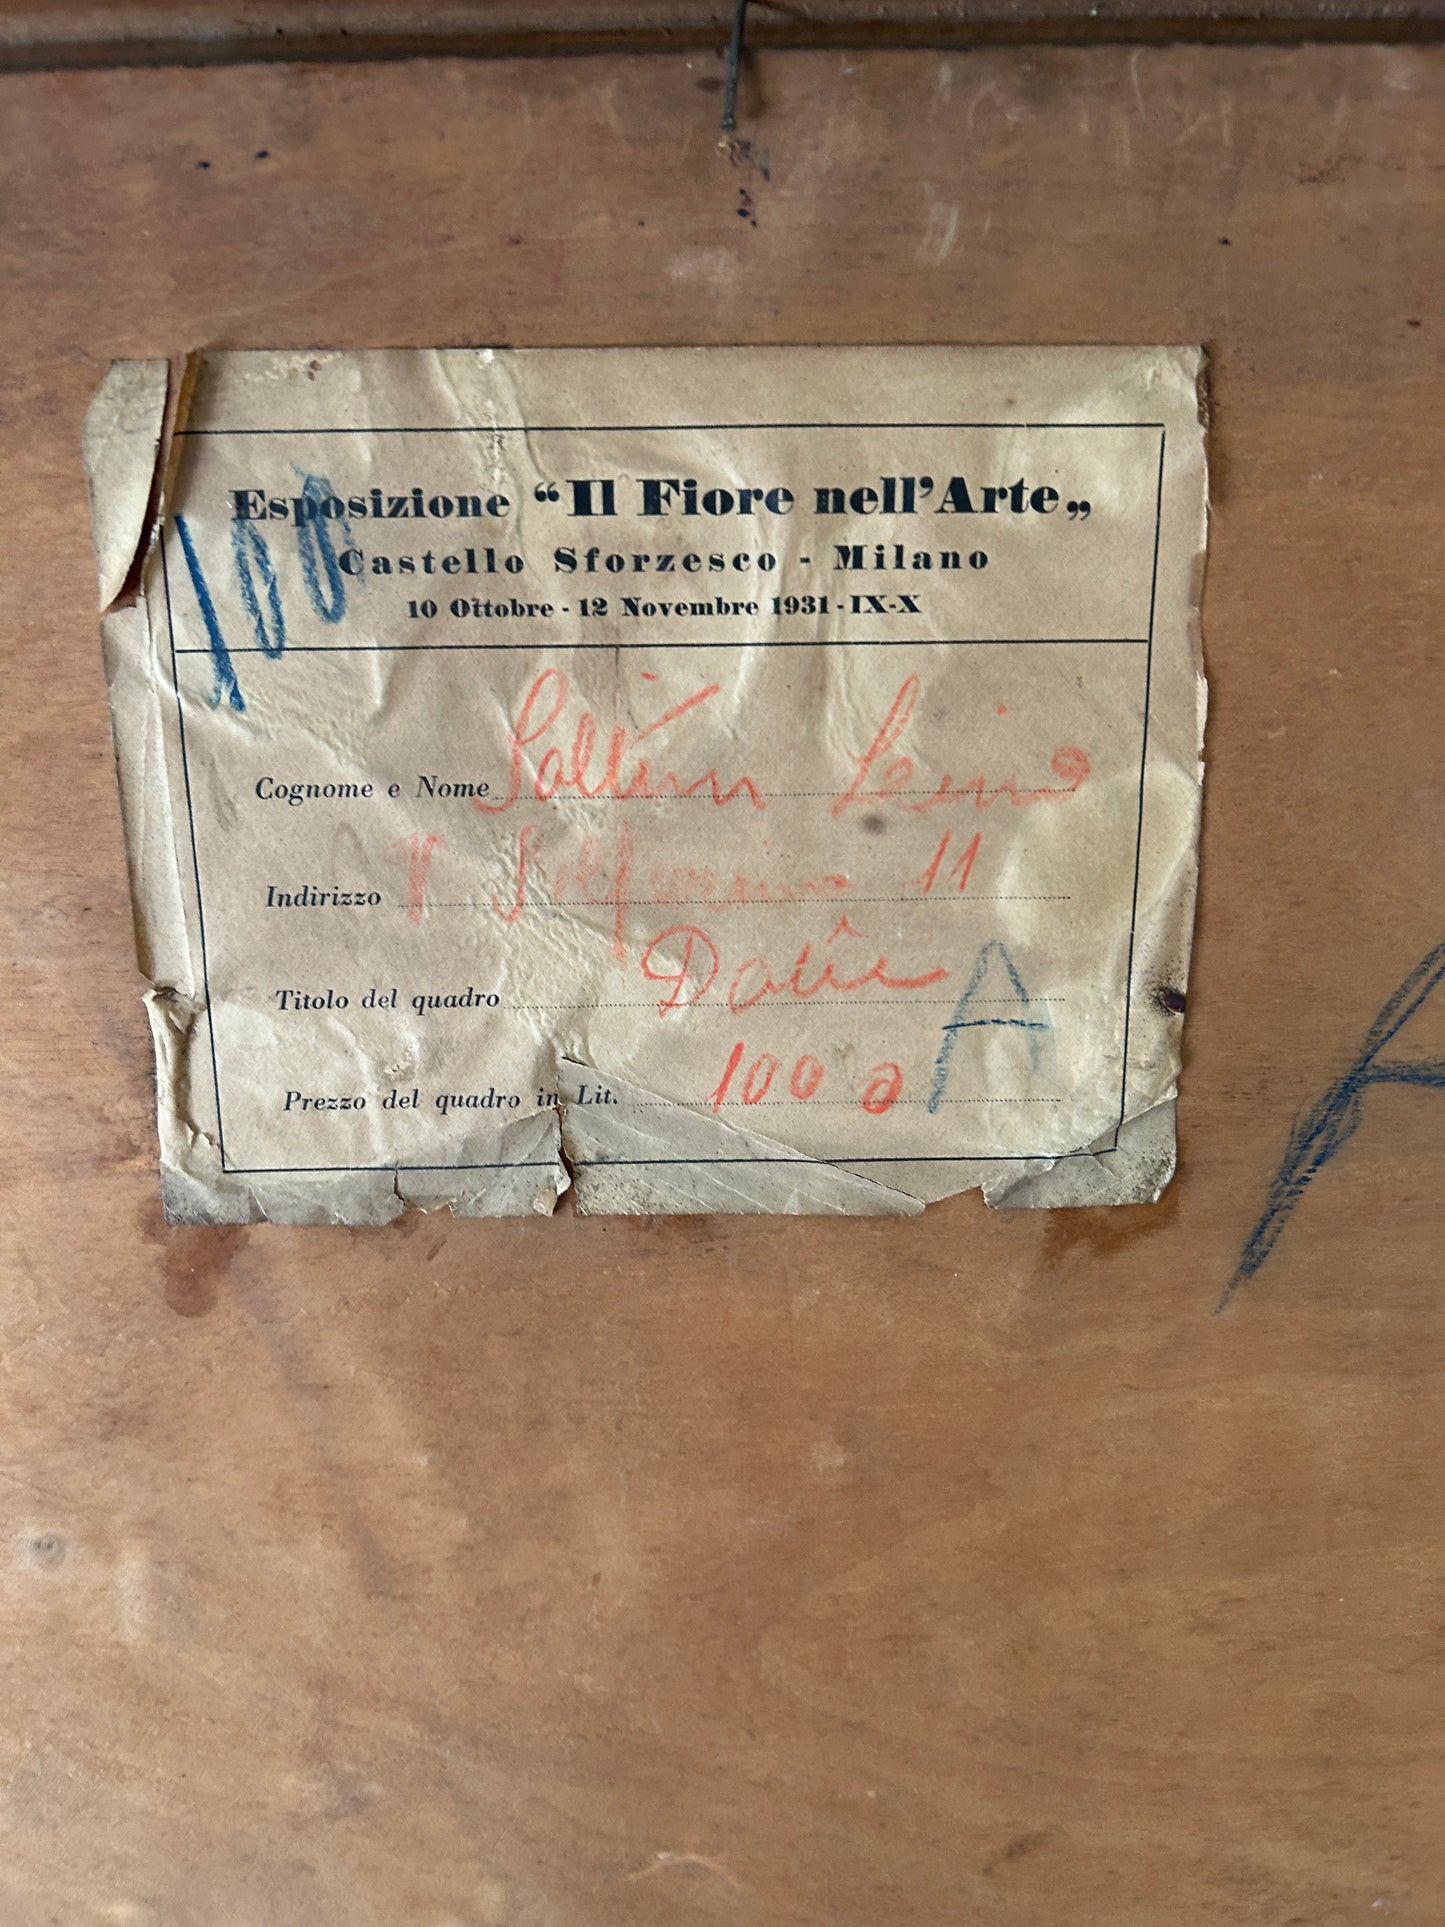 Esposizione “Il Fiore nell’Arte„
Castello Sforzesco - Milano
10 Ottobre - 12 Novembre 1931 - IX-X
100
Cognome e Nome
Indirizzo V Solferino 11
Titolo del quadro Dalie
A
Prezzo del quadro in Lit. 1000
A